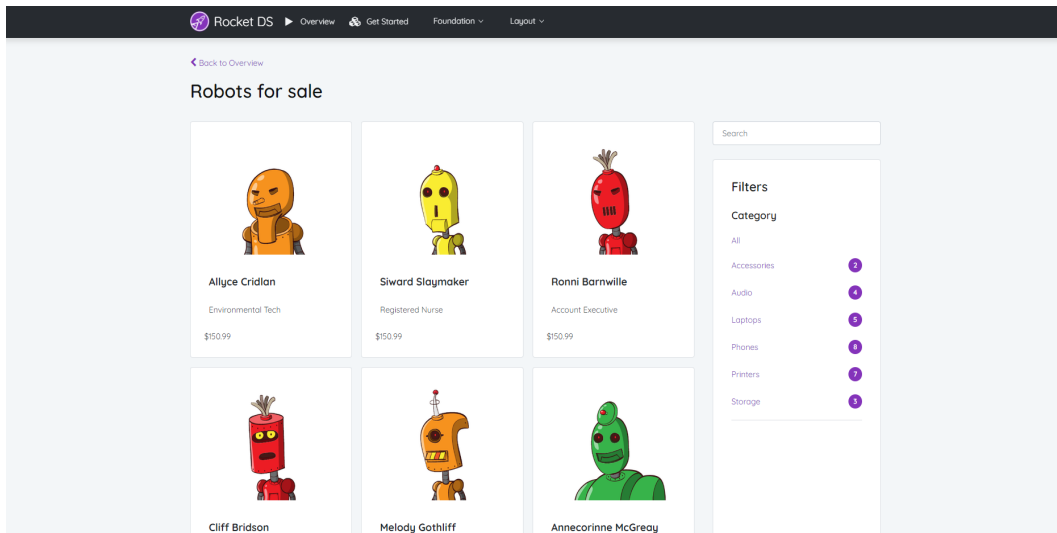 Rocket DS Overview Get Started Foundation Layout
Back to Overview
Robots for sale
Allyce Cridlan
Environmental Tech
$150.99
Siward Slaymaker
Registered Nurse
$150.99
Ronni Barnwille
Account Executive
$150.99
Cliff Bridson
Melody Gothliff
Annecorinne McGreay
Search
Filters
Category
All
Accessories 2
Audio 4
Laptops 5
Phones 8
Printers 7
Storage 3